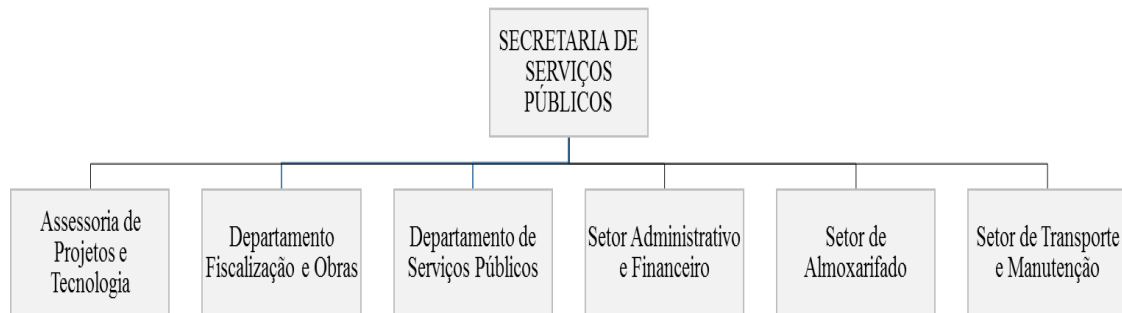 SECRETARIA DE
SERVIÇOS
PÚBLICOS
Assessoria de
Projetos e
Tecnologia
Departamento
Fiscalização e Obras
Departamento de
Serviços Públicos
Setor Administrativo
e Financeiro
Setor de
Almoxarifado
Setor de Transporte
e Manutenção